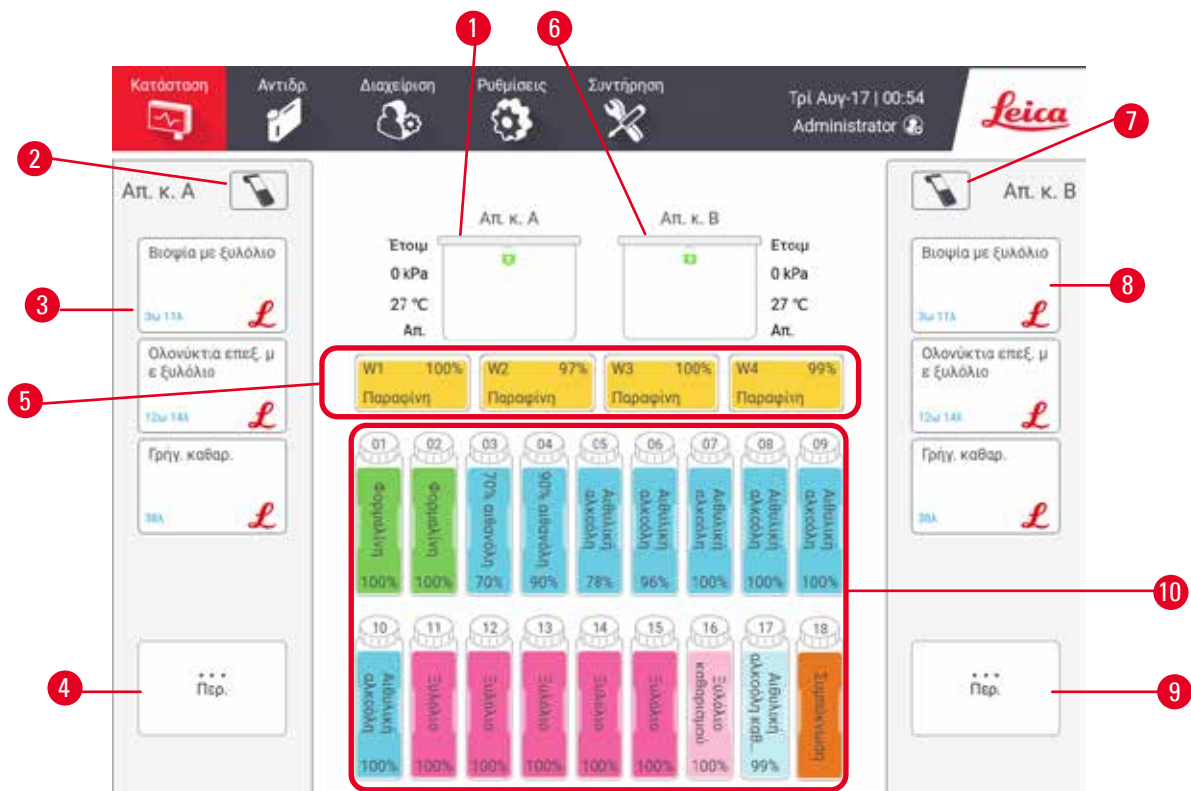 1
6
Κατάσταση
Αντιδρ.
Διαχείριση
Ρυθμίσεις
Συντήρηση
Τρί Αυγ-17 | 00:54
Administrator
Leica
2
7
Απ. κ. A
Απ. κ. B
Απ. κ. A
Απ. κ. B
Έτοιμ
0 kPa
27 °C
Απ.
Έτοιμ
0 kPa
27 °C
Απ.
3
Βιοψία με ξυλόλιο
3ω 11λ
Ολονύκτια επεξ. μ
ε ξυλόλιο
12ω 14λ
Γρήγ. καθαρ.
38λ
4
...
Περ.
5
W1 100%
Παραφίνη
W2 97%
Παραφίνη
W3 100%
Παραφίνη
W4 99%
Παραφίνη
01
Φορμαλίνη
100%
02
Φορμαλίνη
100%
03
70% αιθανόλη
70%
04
90% αιθανόλη
90%
05
Αιθυλική
αλκοόλη
78%
06
Αιθυλική
αλκοόλη
96%
07
Αιθυλική
αλκοόλη
100%
08
Αιθυλική
αλκοόλη
100%
09
Αιθυλική
αλκοόλη
100%
10
Αιθυλική
αλκοόλη
100%
11
Ξυλόλιο
100%
12
Ξυλόλιο
100%
13
Ξυλόλιο
100%
14
Ξυλόλιο
100%
15
Ξυλόλιο
100%
16
Ξυλόλιο
καθαρισμού
100%
17
Αιθυλική
αλκοόλη καθ...
99%
18
Συμπύκνωση
8
Βιοψία με ξυλόλιο
3ω 11λ
Ολονύκτια επεξ. μ
ε ξυλόλιο
12ω 14λ
Γρήγ. καθαρ.
38λ
10
9
...
Περ.